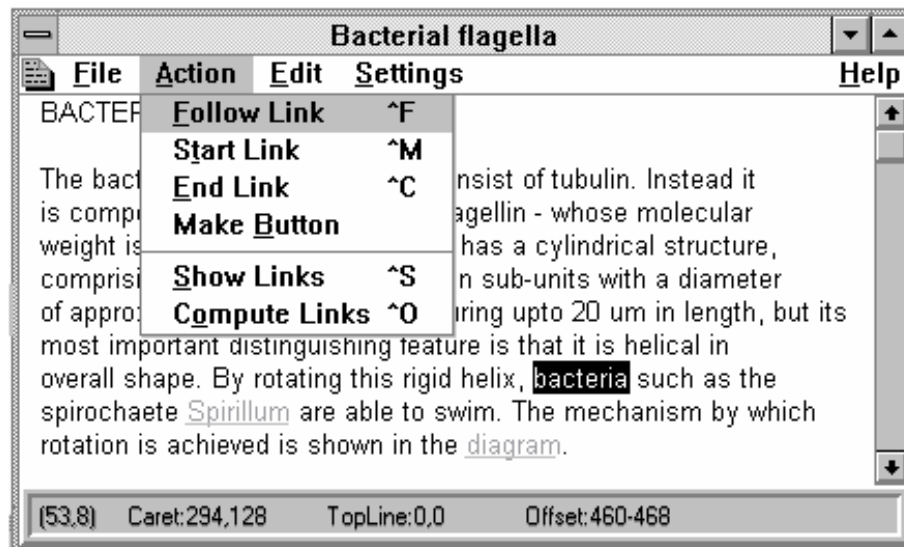 Bacterial flagella
File Action Edit Settings Help
Follow Link ^F
Start Link ^M
End Link ^C
Make Button
Show Links ^S
Compute Links ^O
BACTER
The bact nsist of tubulin. Instead it
is comp agellin - whose molecular
weight is has a cylindrical structure,
comprisi n sub-units with a diameter
of appro ring upto 20 um in length, but its
most important distinguishing feature is that it is helical in
overall shape. By rotating this rigid helix, bacteria such as the
spirochaete Spirillum are able to swim. The mechanism by which
rotation is achieved is shown in the diagram.
(53,8) Caret:294,128 TopLine:0,0 Offset:460-468